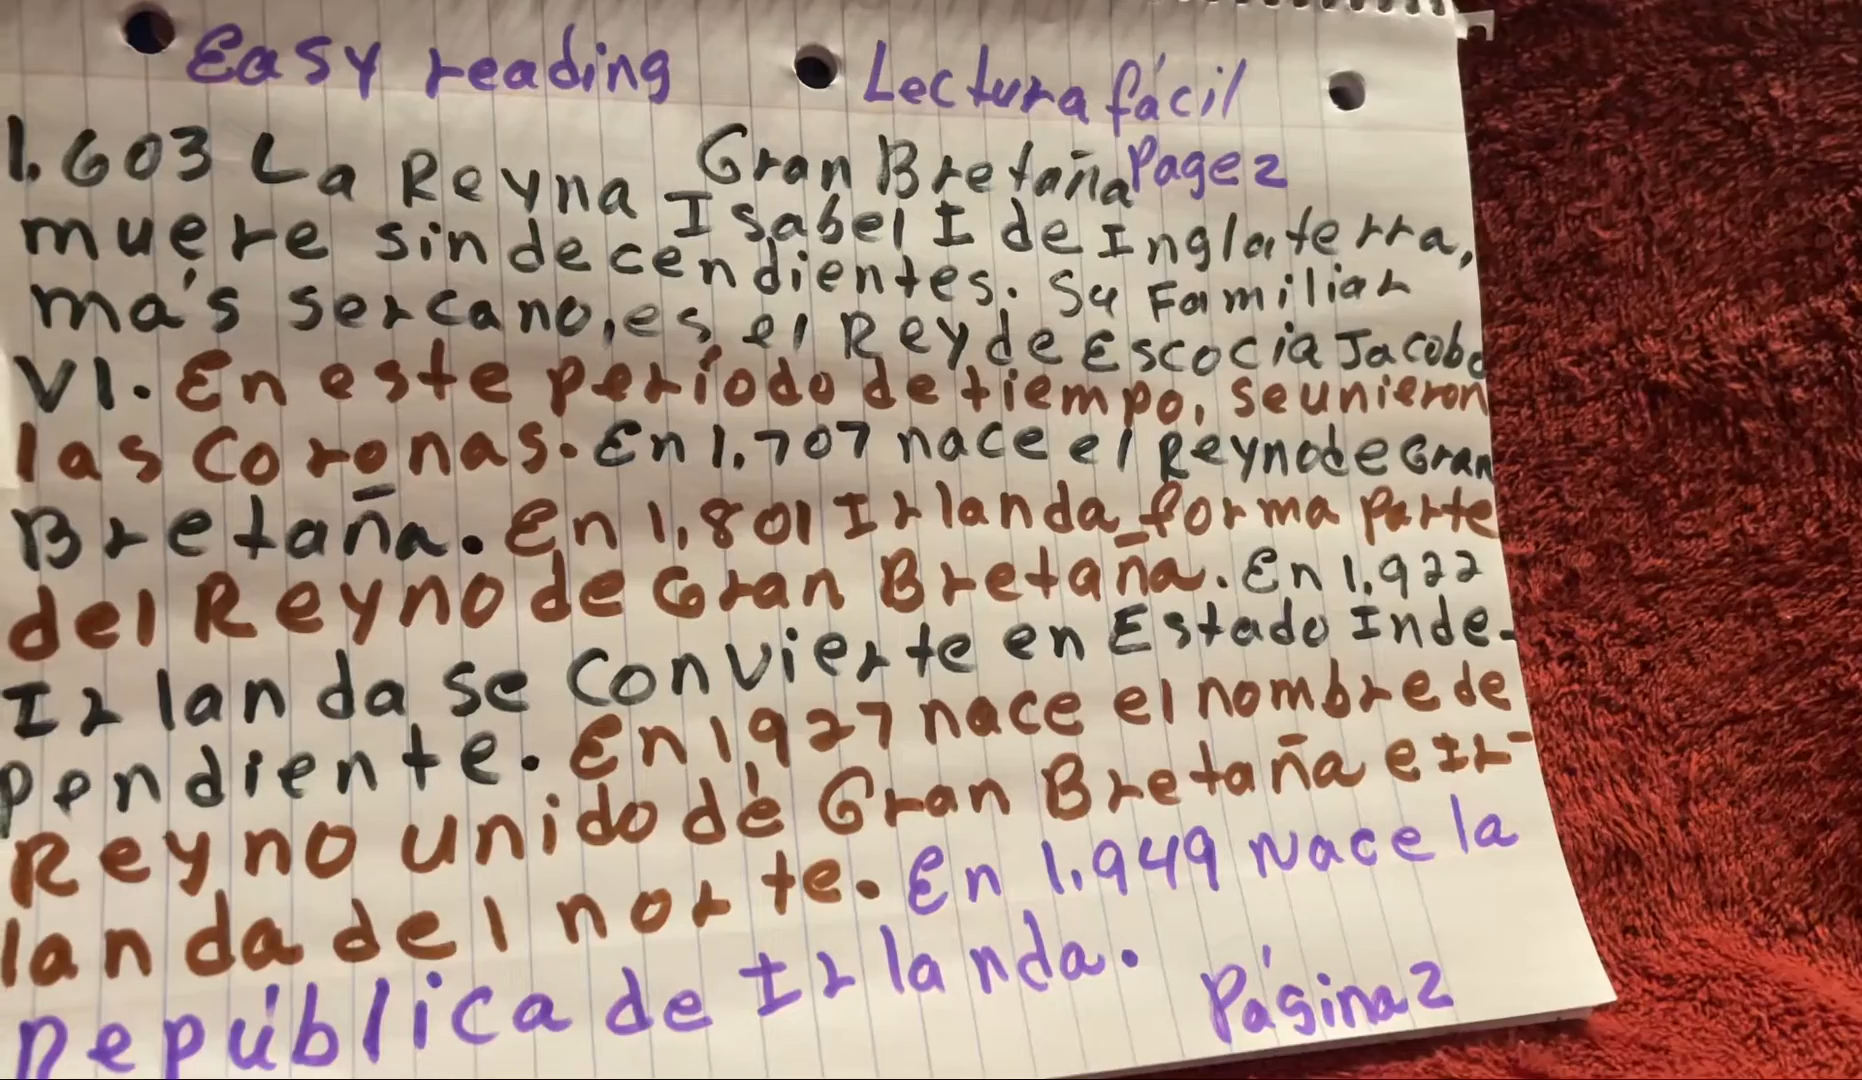 Easy reading Lectura fácil
Gran Bretaña Page 2
1.603 La Reyna Isabel I de Inglaterra,
muere sin decendientes. Su Familiar
más sercano, es el Rey de Escocia Jacobo
VI. En este período de tiempo, se unieron
las Coronas. En 1.707 nace el Reyno de Gran
Bretaña. En 1,801 Irlanda forma parte
del Reyno de Gran Bretaña. En 1,922
Irlanda se Convierte en Estado Inde-
pendiente. En 1,927 nace el nombre de
Reyno unido de Gran Bretaña e Ir-
landa del norte. En 1.949 Nace la
República de Irlanda. Página 2